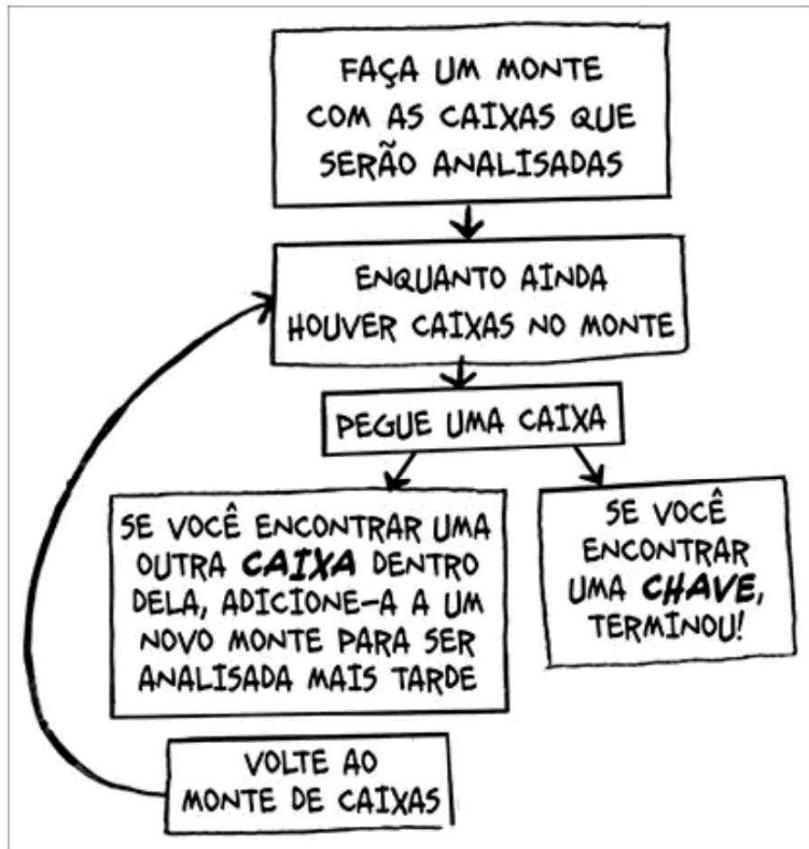 FAÇA UM MONTE
COM AS CAIXAS QUE
SERÃO ANALISADAS
ENQUANTO AINDA
HOUVER CAIXAS NO MONTE
PEGUE UMA CAIXA
SE VOCÊ ENCONTRAR UMA
OUTRA CAIXA DENTRO
DELA, ADICIONE-A A UM
NOVO MONTE PARA SER
ANALISADA MAIS TARDE
SE VOCÊ
ENCONTRAR
UMA CHAVE,
TERMINOU!
VOLTE AO
MONTE DE CAIXAS